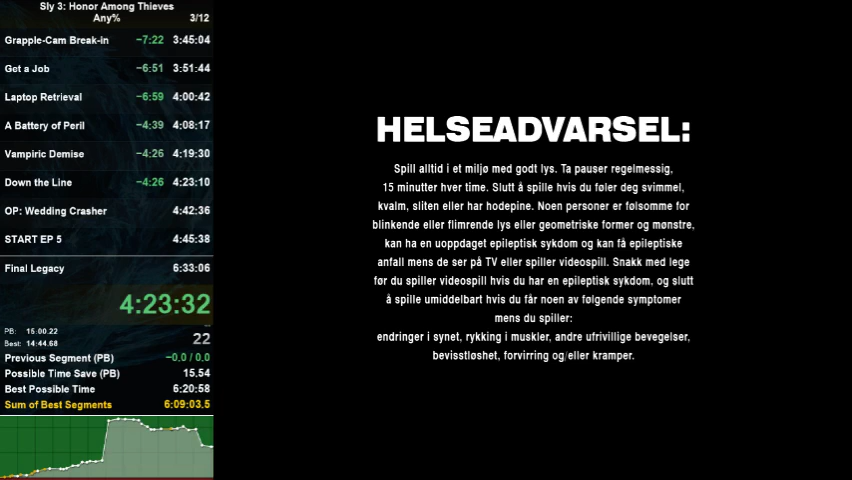 Sly 3: Honor Among Thieves
Any% 3/12
Grapple-Cam Break-in −7:22 3:45:04
Get a Job −6:51 3:51:44
Laptop Retrieval −6:59 4:00:42
A Battery of Peril −4:39 4:08:17
Vampiric Demise −4:26 4:19:30
Down the Line −4:26 4:23:10
OP: Wedding Crasher 4:42:36
START EP 5 4:45:38
Final Legacy 6:33:06
4:23:32
PB: 15:00.22
Best: 14:44.68
22
Previous Segment (PB) −0.0 / 0.0
Possible Time Save (PB) 15.54
Best Possible Time 6:20:58
Sum of Best Segments 6:09:03.5
HELSEADVARSEL:
Spill alltid i et miljø med godt lys. Ta pauser regelmessig,
15 minutter hver time. Slutt å spille hvis du føler deg svimmel,
kvalm, sliten eller har hodepine. Noen personer er følsomme for
blinkende eller flimrende lys eller geometriske former og mønstre,
kan ha en uoppdaget epileptisk sykdom og kan få epileptiske
anfall mens de ser på TV eller spiller videospill. Snakk med lege
før du spiller videospill hvis du har en epileptisk sykdom, og slutt
å spille umiddelbart hvis du får noen av følgende symptomer
mens du spiller:
endringer i synet, rykking i muskler, andre ufrivillige bevegelser,
bevisstløshet, forvirring og/eller kramper.